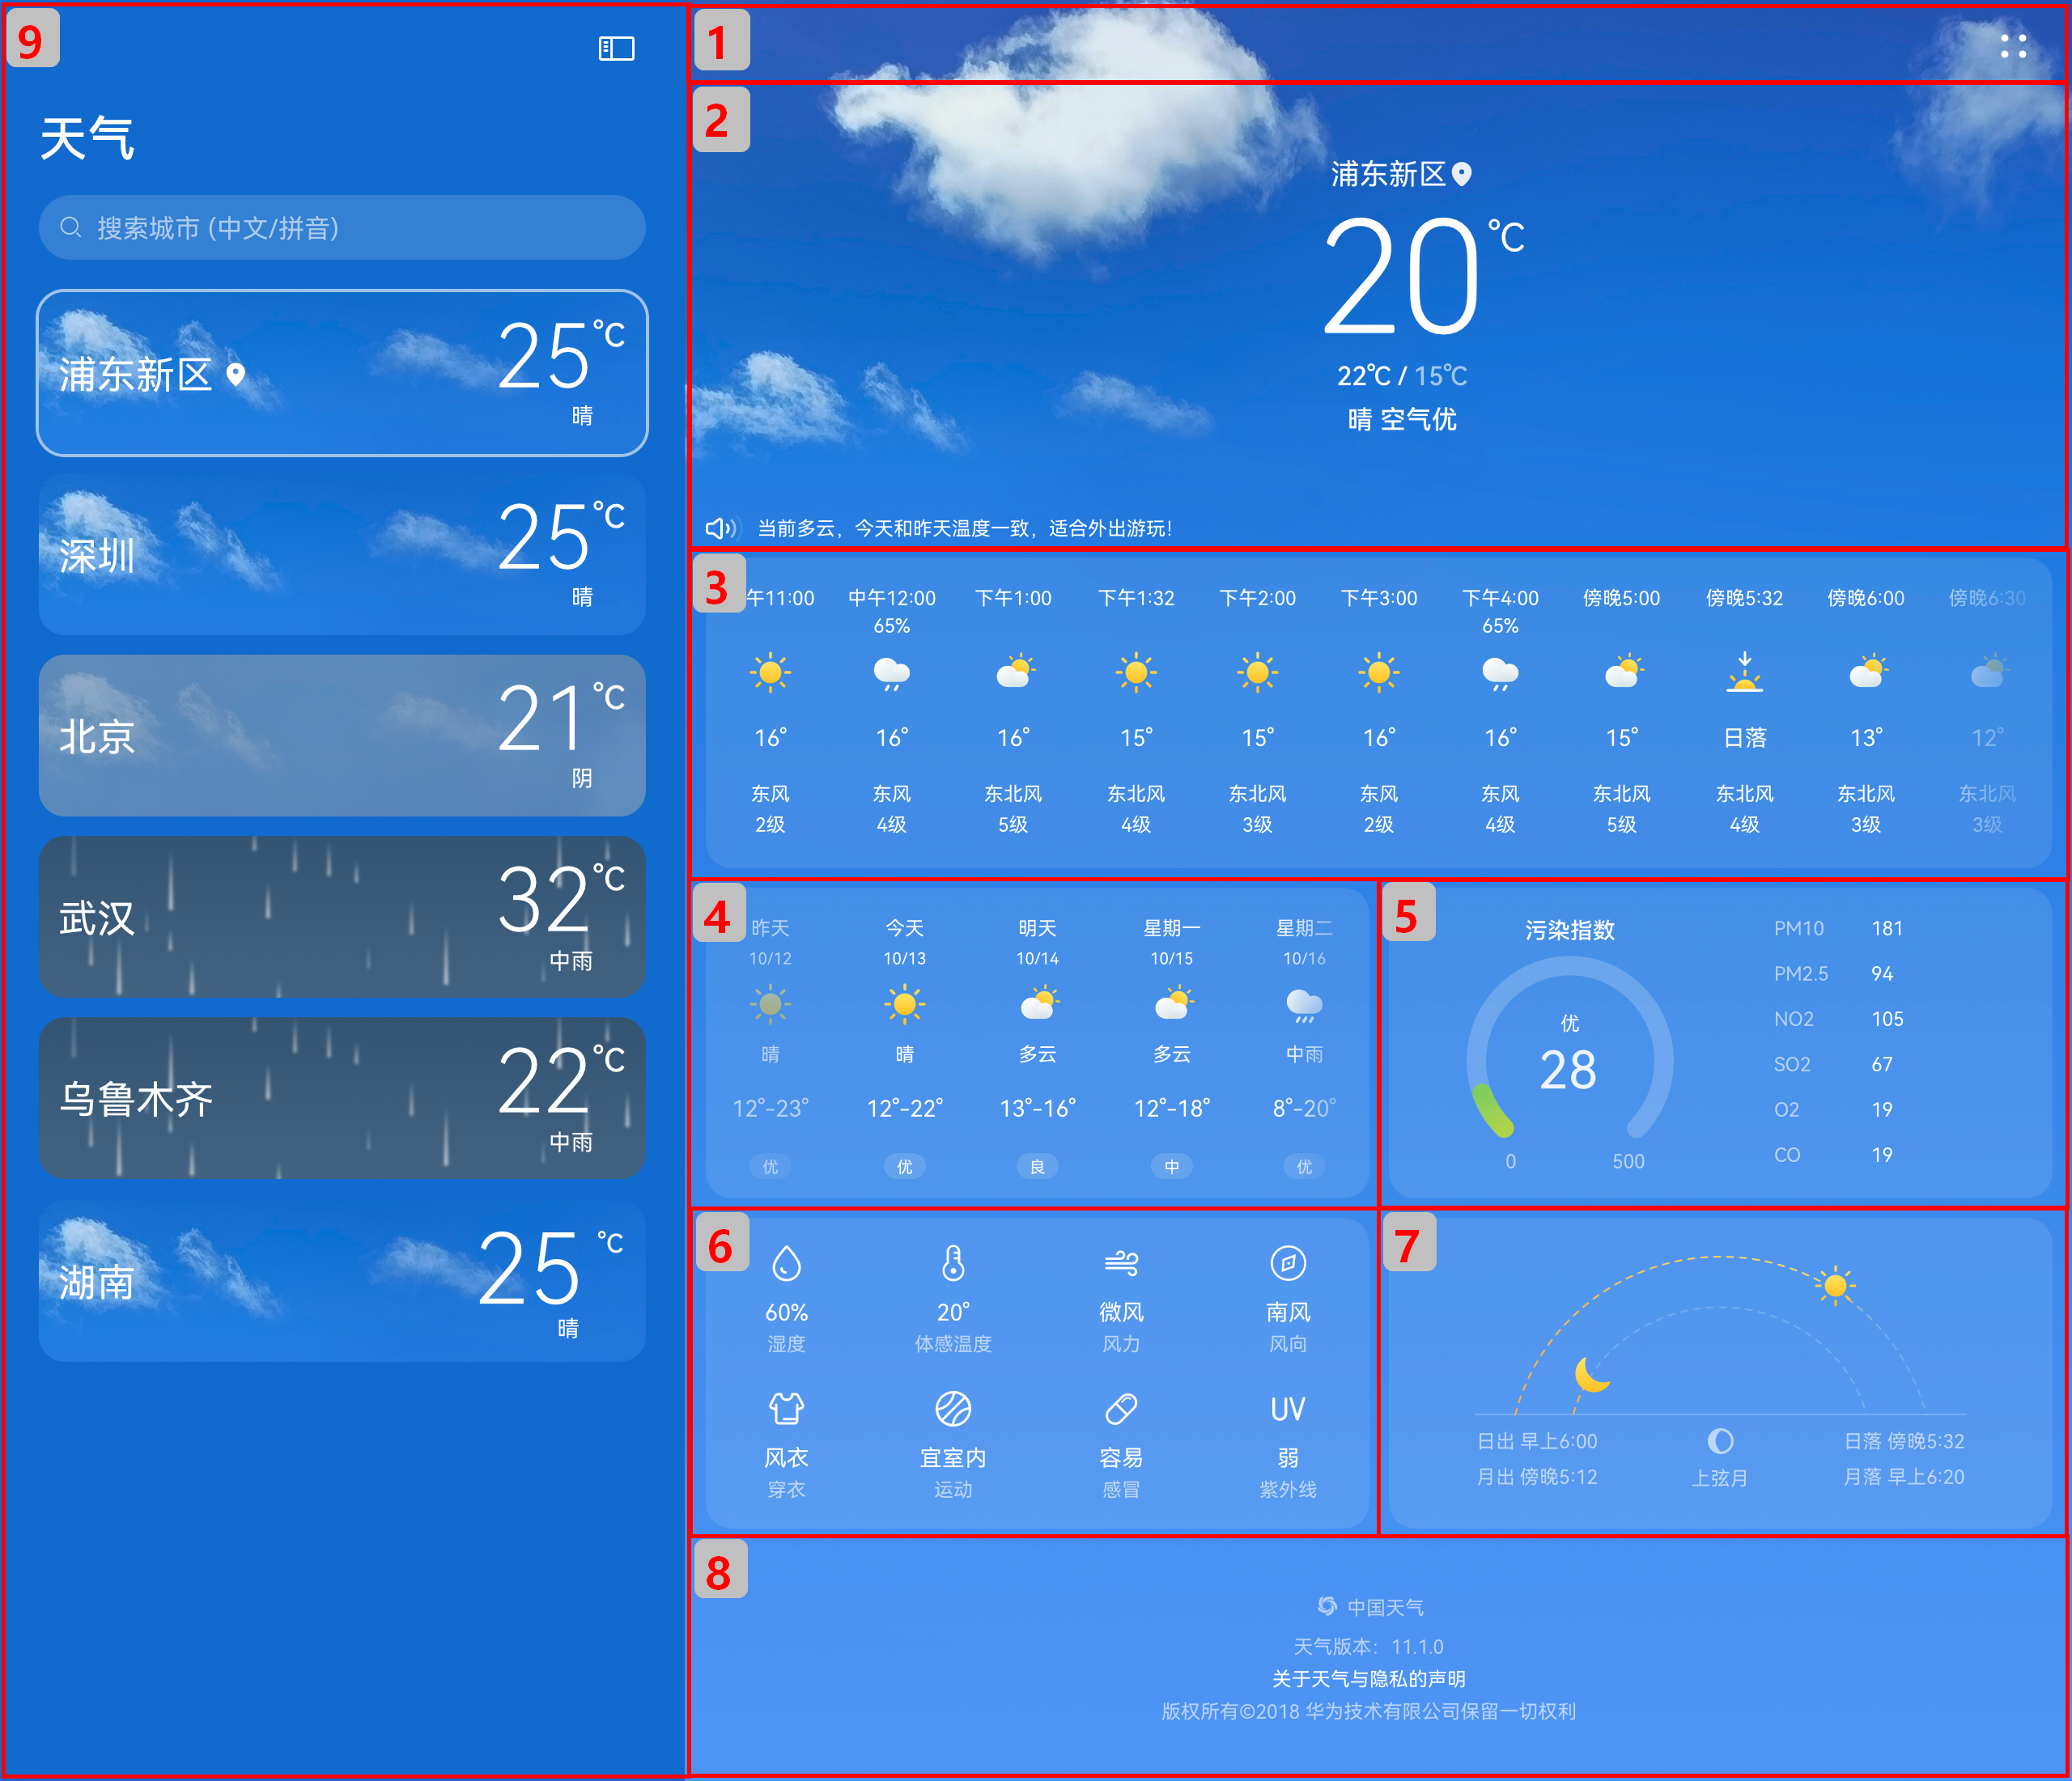 9
天气
搜索城市 (中文/拼音)
浦东新区
25℃
晴
深圳
25℃
晴
北京
21℃
阴
武汉
32℃
中雨
乌鲁木齐
22℃
中雨
湖南
25 ℃
晴
1
2
浦东新区
20℃
22℃ / 15℃
晴 空气优
当前多云，今天和昨天温度一致，适合外出游玩！
3
午11:00 中午12:00 下午1:00 下午1:32 下午2:00 下午3:00 下午4:00 傍晚5:00 傍晚5:32 傍晚6:00 傍晚6:30
65% 65%
16° 16° 16° 15° 15° 16° 16° 15° 日落 13° 12°
东风 东风 东北风 东北风 东北风 东风 东风 东北风 东北风 东北风 东北风
2级 4级 5级 4级 3级 2级 4级 5级 4级 3级 3级
4
昨天 今天 明天 星期一 星期二
10/12 10/13 10/14 10/15 10/16
晴 晴 多云 多云 中雨
12°-23° 12°-22° 13°-16° 12°-18° 8°-20°
优 优 良 中 优
5
污染指数
优
28
0 500
PM10 181
PM2.5 94
NO2 105
SO2 67
O2 19
CO 19
6
60% 20° 微风 南风
湿度 体感温度 风力 风向
UV
风衣 宜室内 容易 弱
穿衣 运动 感冒 紫外线
7
日出 早上6:00 日落 傍晚5:32
月出 傍晚5:12 上弦月 月落 早上6:20
8
中国天气
天气版本：11.1.0
关于天气与隐私的声明
版权所有©2018 华为技术有限公司保留一切权利